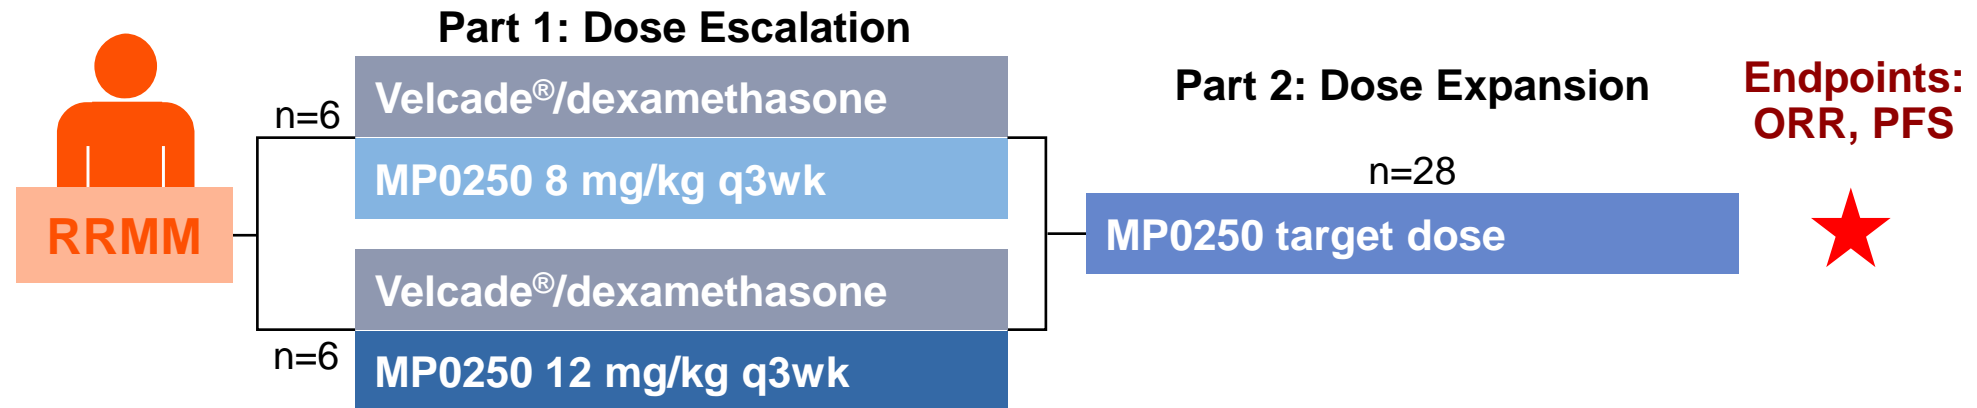 Part 1: Dose Escalation
RRMM
n=6
Velcade®/dexamethasone
MP0250 8 mg/kg q3wk
n=6
Velcade®/dexamethasone
MP0250 12 mg/kg q3wk
Part 2: Dose Expansion
n=28
MP0250 target dose
Endpoints:
ORR, PFS